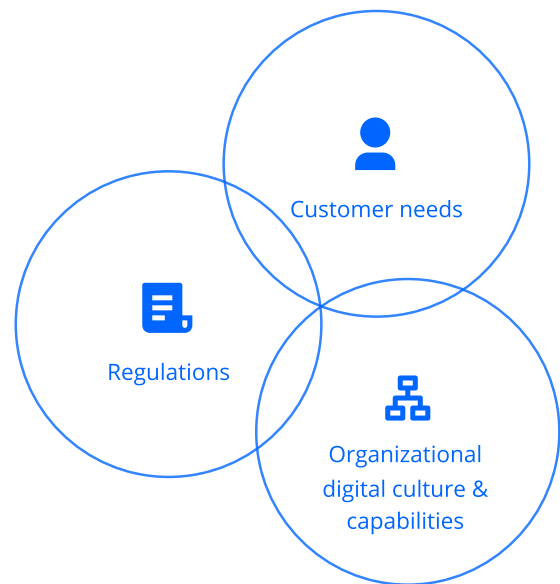 Customer needs
Regulations
Organizational
digital culture &
capabilities